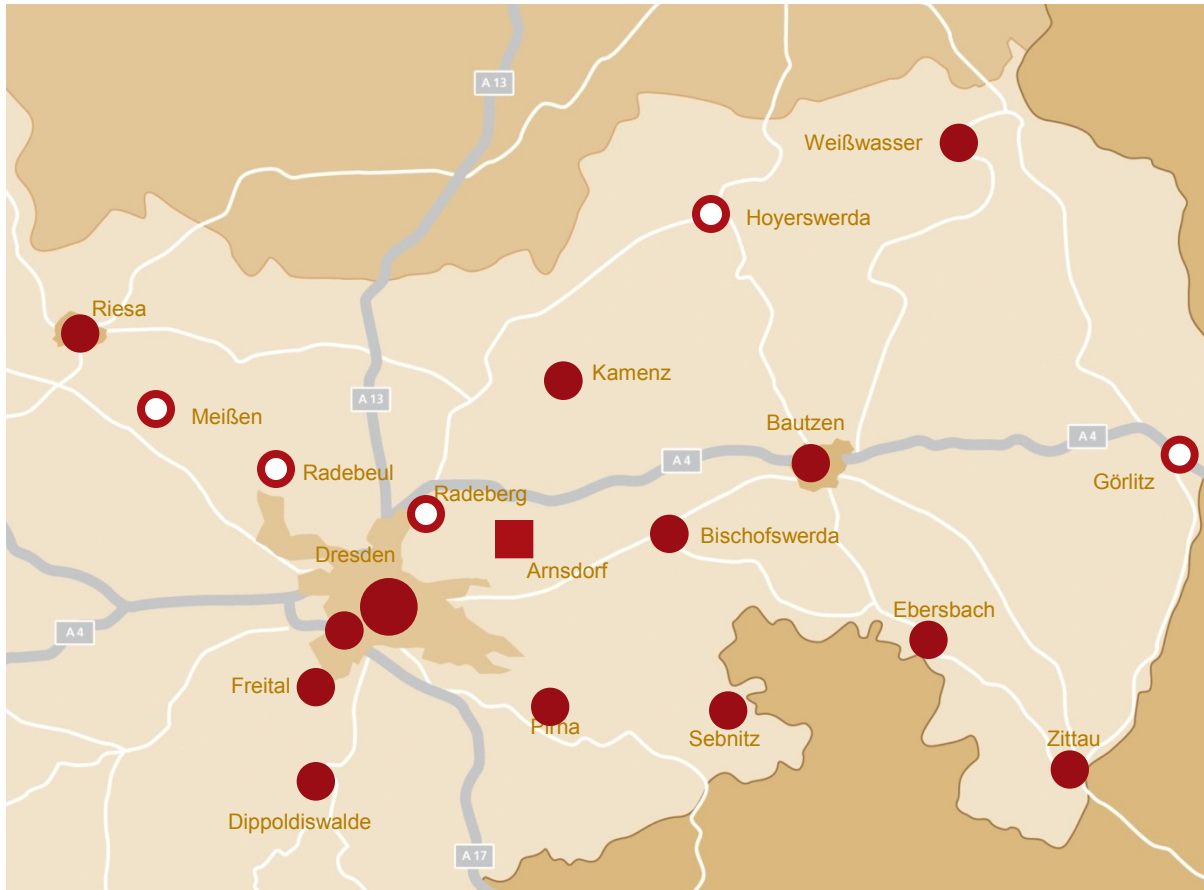 A 13
Weißwasser
Hoyerswerda
Riesa
Kamenz
A 13
Meißen
Bautzen
A 4
A 4
Radebeul
Görlitz
Radeberg
Bischofswerda
Dresden
Arnsdorf
Ebersbach
A 4
Freital
Pirna
Sebnitz
Zittau
Dippoldiswalde
A 17